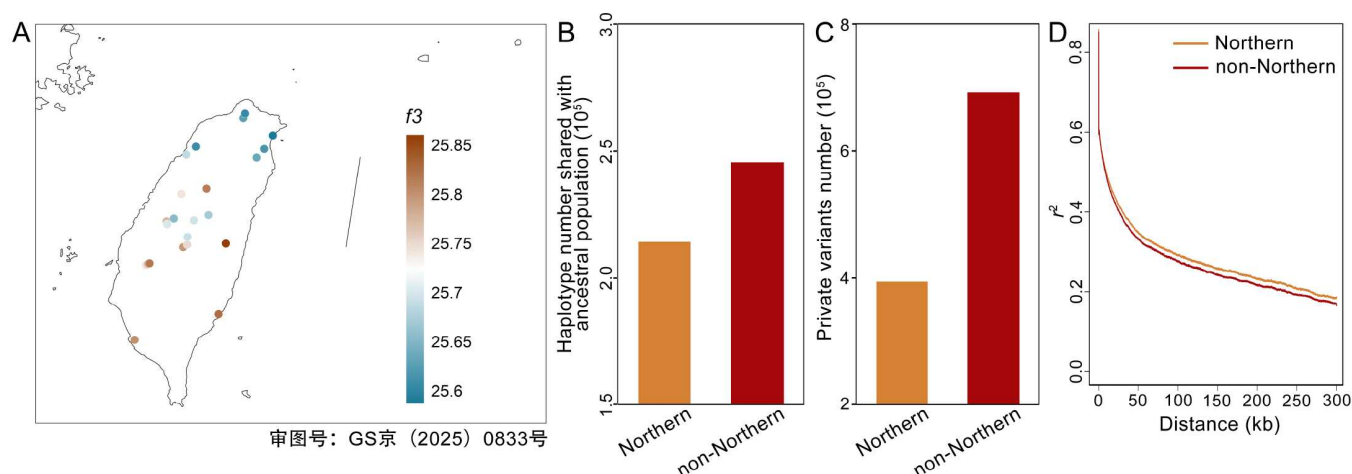 A
f3
25.85
25.8
25.75
25.7
25.65
25.6
审图号：GS京（2025）0833号
B
Haplotype number shared with
ancestral population (10⁵)
3.0
2.5
2.0
1.5
Northern
non-Northern
C
Private variants number (10⁵)
8
6
4
2
Northern
non-Northern
D
Northern
non-Northern
r²
0.8
0.6
0.4
0.2
0.0
0 50 100 150 200 250 300
Distance (kb)